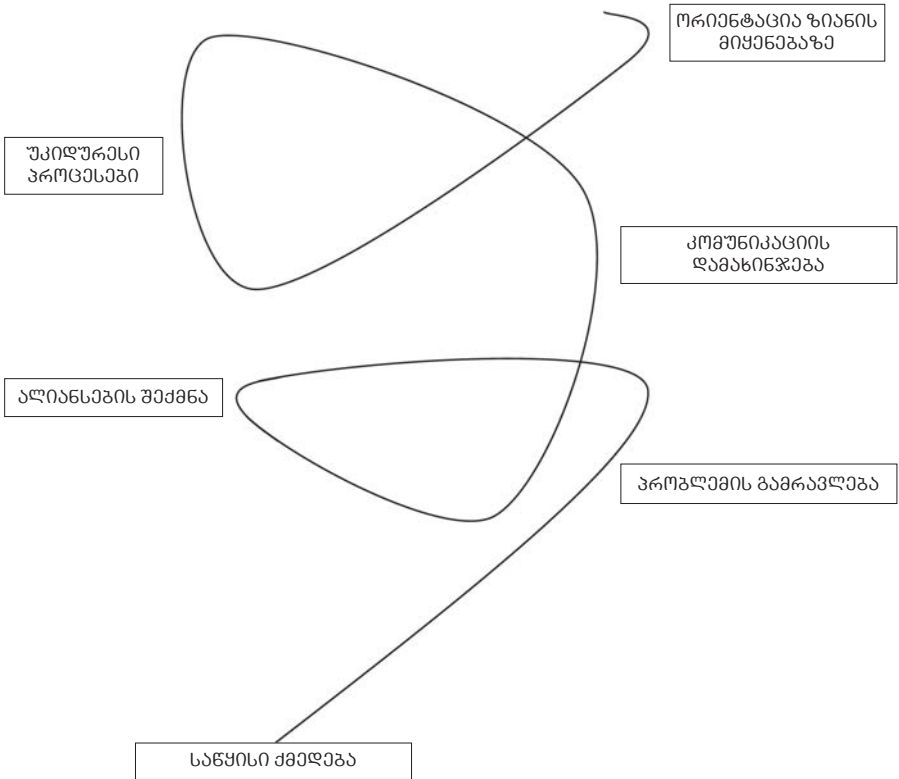 ორიენტაცია ზიანის
მიყენებაზე
უკიდურესი
პროცესები
კომუნიკაციის
დამახინჯება
ალიანსების შექმნა
პრობლემის გამრავლება
საწყისი ქმედება